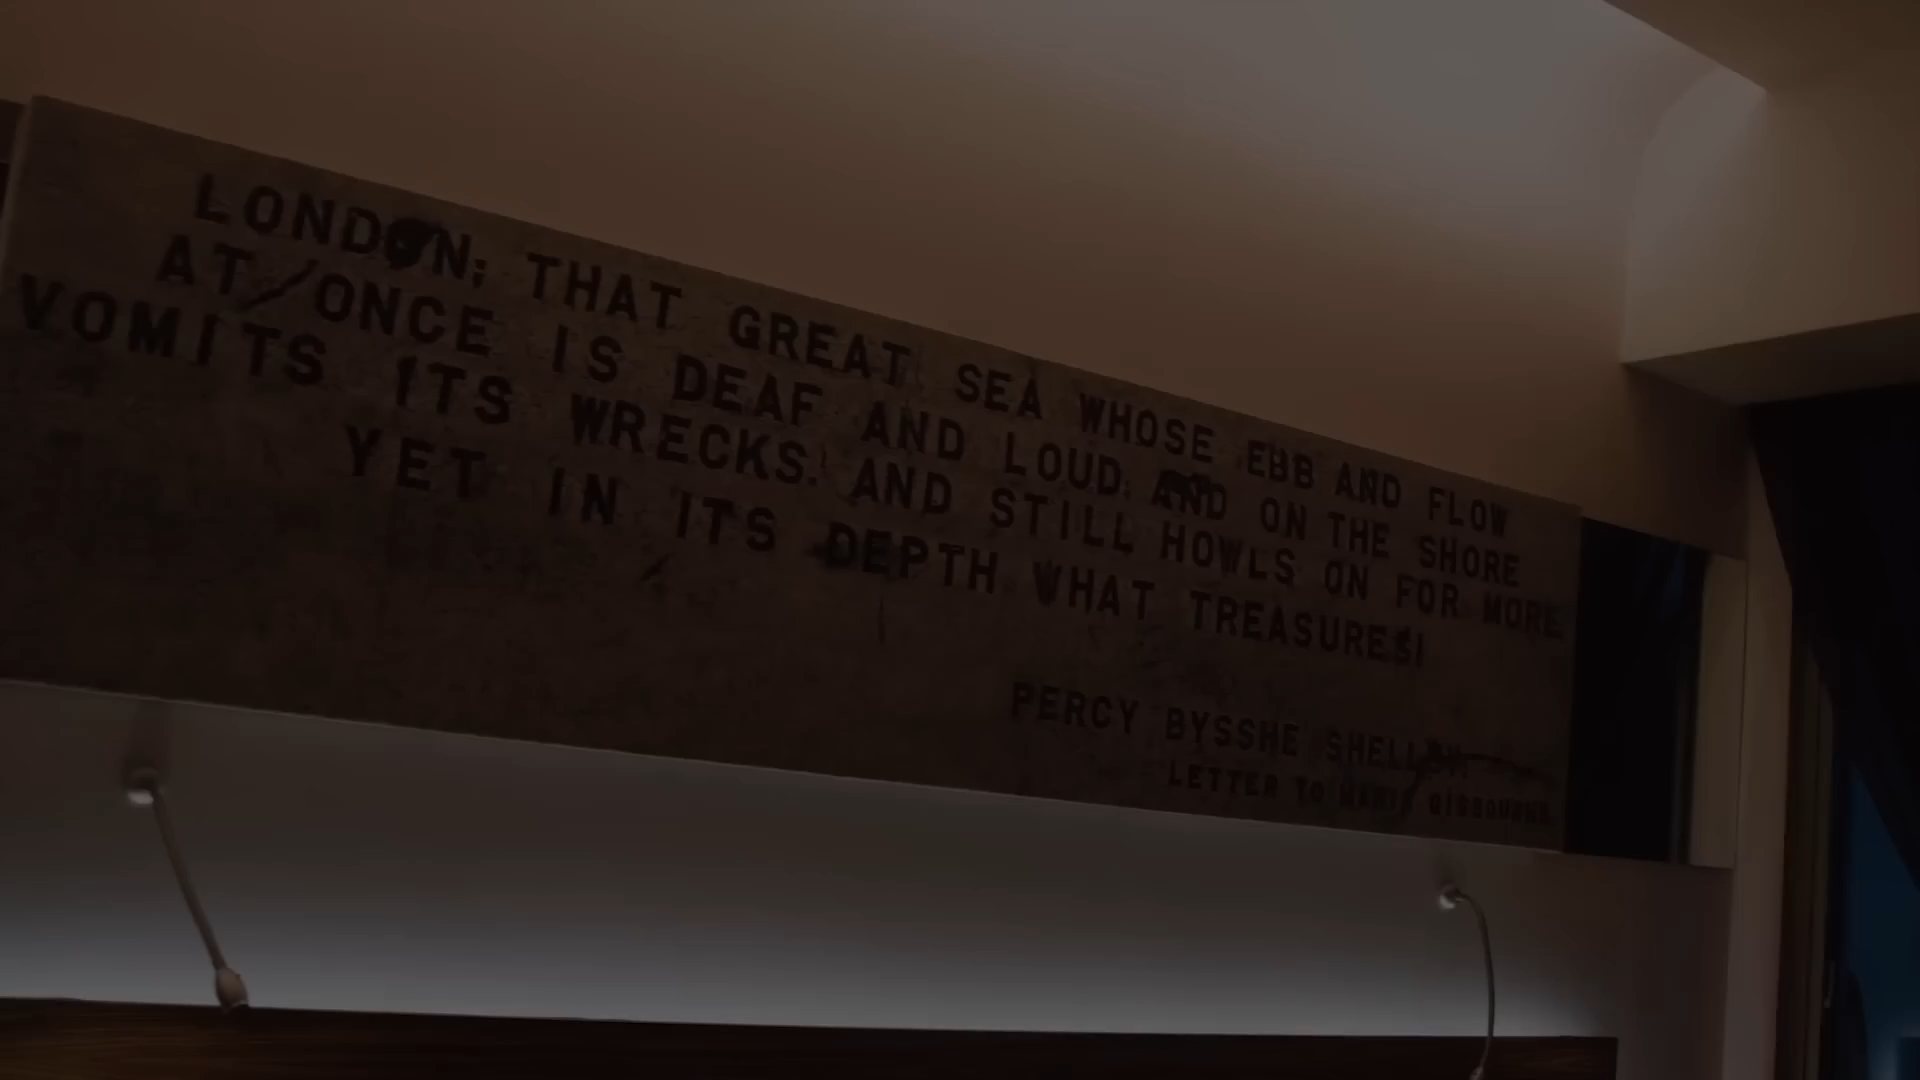 LONDON; THAT GREAT SEA WHOSE EBB AND FLOW
AT ONCE IS DEAF AND LOUD, AND ON THE SHORE
VOMITS ITS WRECKS. AND STILL HOWLS ON FOR MORE.
YET IN ITS DEPTH WHAT TREASURES!
PERCY BYSSHE SHELLEY
LETTER TO MARIA GISBOURNE